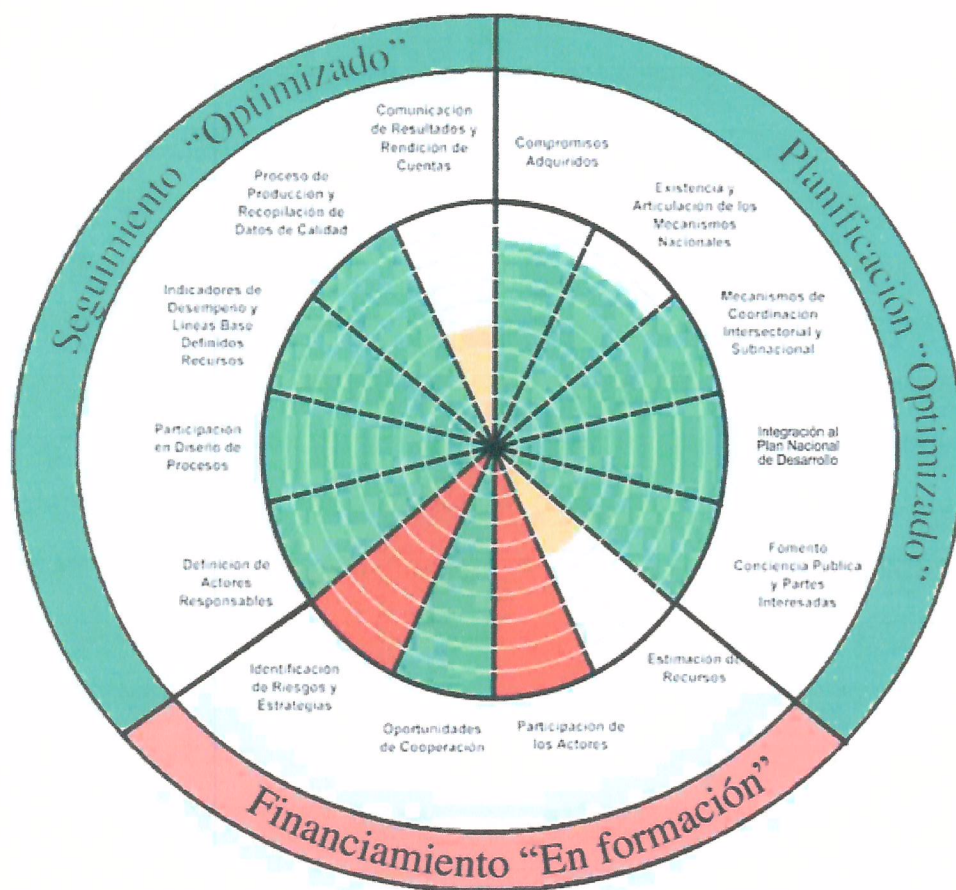 Seguimiento “Optimizado”
Planificación “Optimizado”
Financiamiento “En formación”
Comunicación
de Resultados y
Rendición de
Cuentas
Compromisos
Adquiridos
Existencia y
Articulación de los
Mecanismos
Nacionales
Mecanismos de
Coordinación
Intersectorial y
Subnacional
Integración al
Plan Nacional
de Desarrollo
Fomento
Conciencia Publica
y Partes
Interesadas
Estimación de
Recursos
Participación de
los Actores
Oportunidades
de Cooperación
Identificación
de Riesgos y
Estrategias
Definición de
Actores
Responsables
Participación
en Diseño de
Procesos
Indicadores de
Desempeño y
Lineas Base
Definidos
Recursos
Proceso de
Producción y
Recopilación de
Datos de Calidad